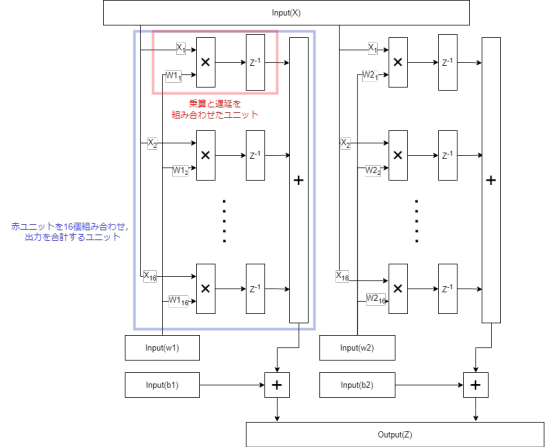 Input(X)
X₁
×
Z⁻¹
W1₁
乗算と遅延を
組み合わせたユニット
X₂
×
Z⁻¹
W1₂
+
赤ユニットを16個組み合わせ,
出力を合計するユニット
X₁₆
×
Z⁻¹
W1₁₆
Input(w1)
Input(b1)
+
X₁
×
Z⁻¹
W2₁
X₂
×
Z⁻¹
W2₂
+
X₁₆
×
Z⁻¹
W2₁₆
Input(w2)
Input(b2)
+
Output(Z)